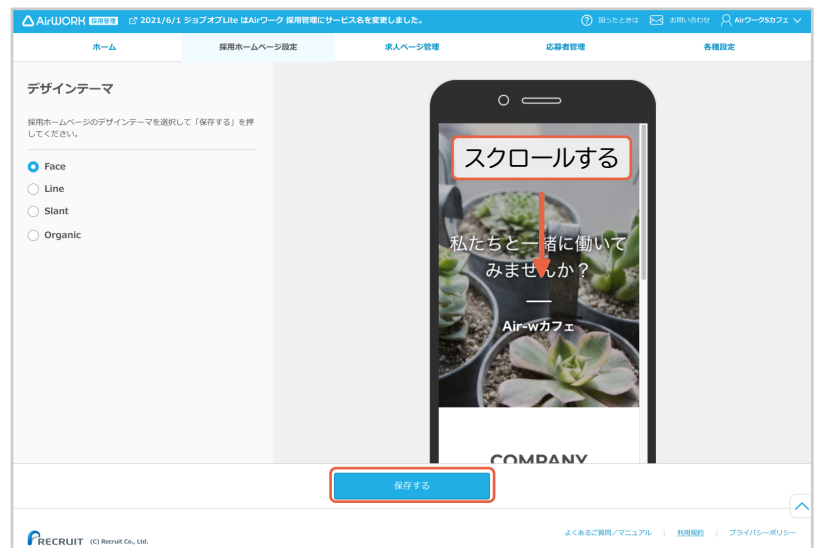 AirWORK 採用管理 2021/6/1 ジョブオプLite はAirワーク 採用管理にサービス名を変更しました。 困ったときは お問い合わせ AirワークSカフェ
ホーム 採用ホームページ設定 求人ページ管理 応募者管理 各種設定
デザインテーマ
採用ホームページのデザインテーマを選択して「保存する」を押
してください。
Face
Line
Slant
Organic
スクロールする
私たちと一緒に働いて
みませんか？
Air-wカフェ
COMPANY
保存する
よくあるご質問／マニュアル | 利用規約 | プライバシーポリシー
RECRUIT (C) Recruit Co., Ltd.